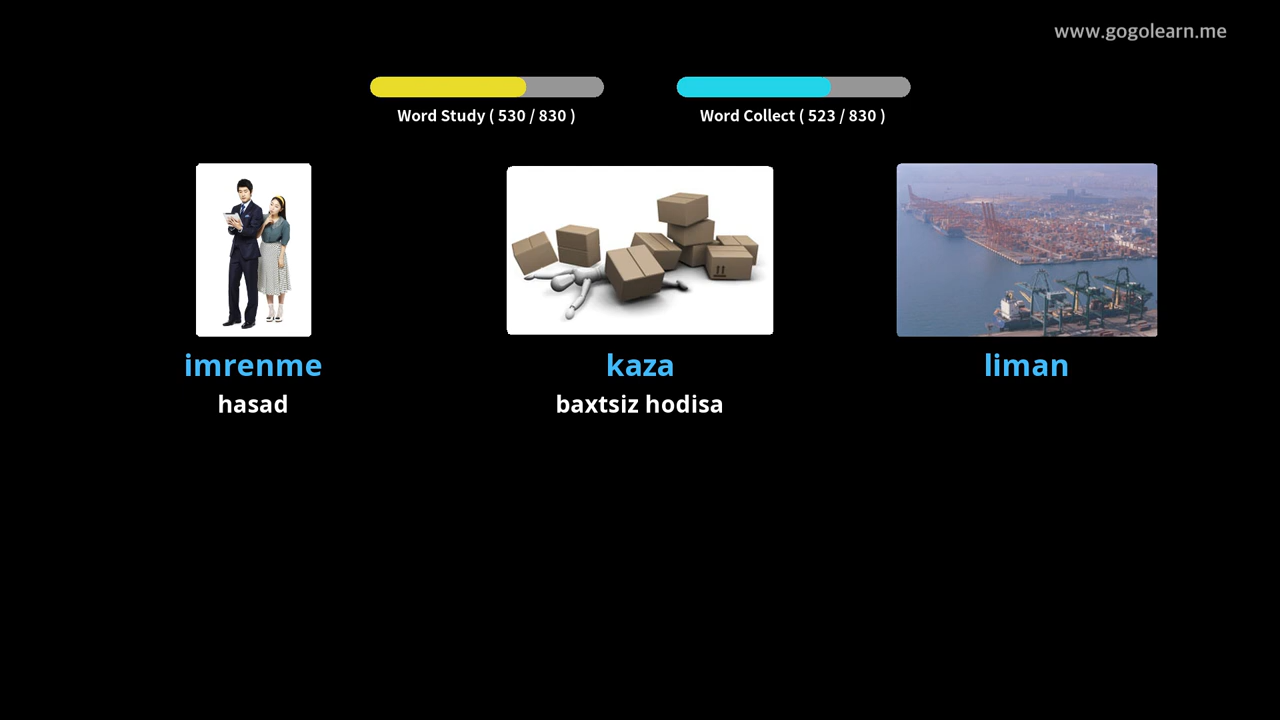 www.gogolearn.me
Word Study ( 530 / 830 )
Word Collect ( 523 / 830 )
imrenme
hasad
kaza
baxtsiz hodisa
liman